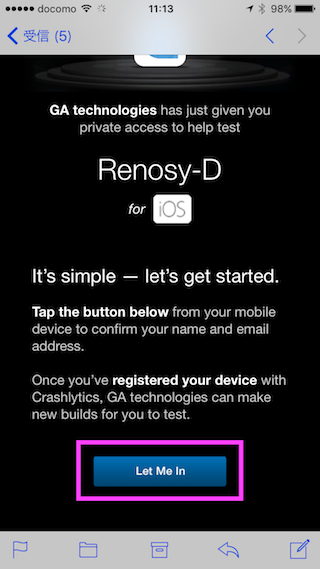 docomo 11:13 98%
受信 (5)
GA technologies has just given you
private access to help test
Renosy-D
for iOS
It's simple — let's get started.
Tap the button below from your mobile
device to confirm your name and email
address.
Once you've registered your device with
Crashlytics, GA technologies can make
new builds for you to test.
Let Me In